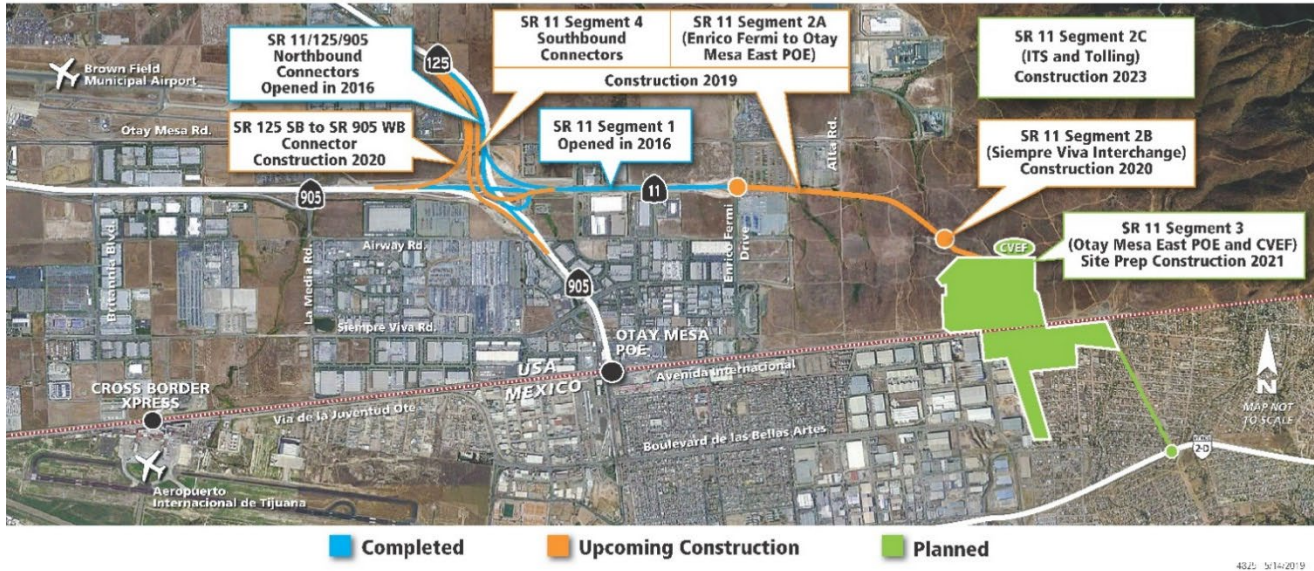 SR 11/125/905
Northbound
Connectors
Opened in 2016
SR 11 Segment 4
Southbound
Connectors
SR 11 Segment 2A
(Enrico Fermi to Otay
Mesa East POE)
Construction 2019
SR 11 Segment 2C
(ITS and Tolling)
Construction 2023
125
Brown Field
Municipal Airport
Otay Mesa Rd.
SR 125 SB to SR 905 WB
Connector
Construction 2020
SR 11 Segment 1
Opened in 2016
Alta Rd.
SR 11 Segment 2B
(Siempre Viva Interchange)
Construction 2020
905
11
Enrico Fermi
Drive
SR 11 Segment 3
(Otay Mesa East POE and CVEF)
Site Prep Construction 2021
CVEF
Britannia Blvd.
La Media Rd.
Airway Rd.
905
Siempre Viva Rd.
OTAY MESA
POE
USA
MEXICO
Avenida Internacional
CROSS BORDER
XPRESS
Via de la Juventud Ote
Boulevard de las Bellas Artes
N
MAP NOT
TO SCALE
2-D
Aeropuerto
Internacional de Tijuana
Completed
Upcoming Construction
Planned
4825 5/14/2019